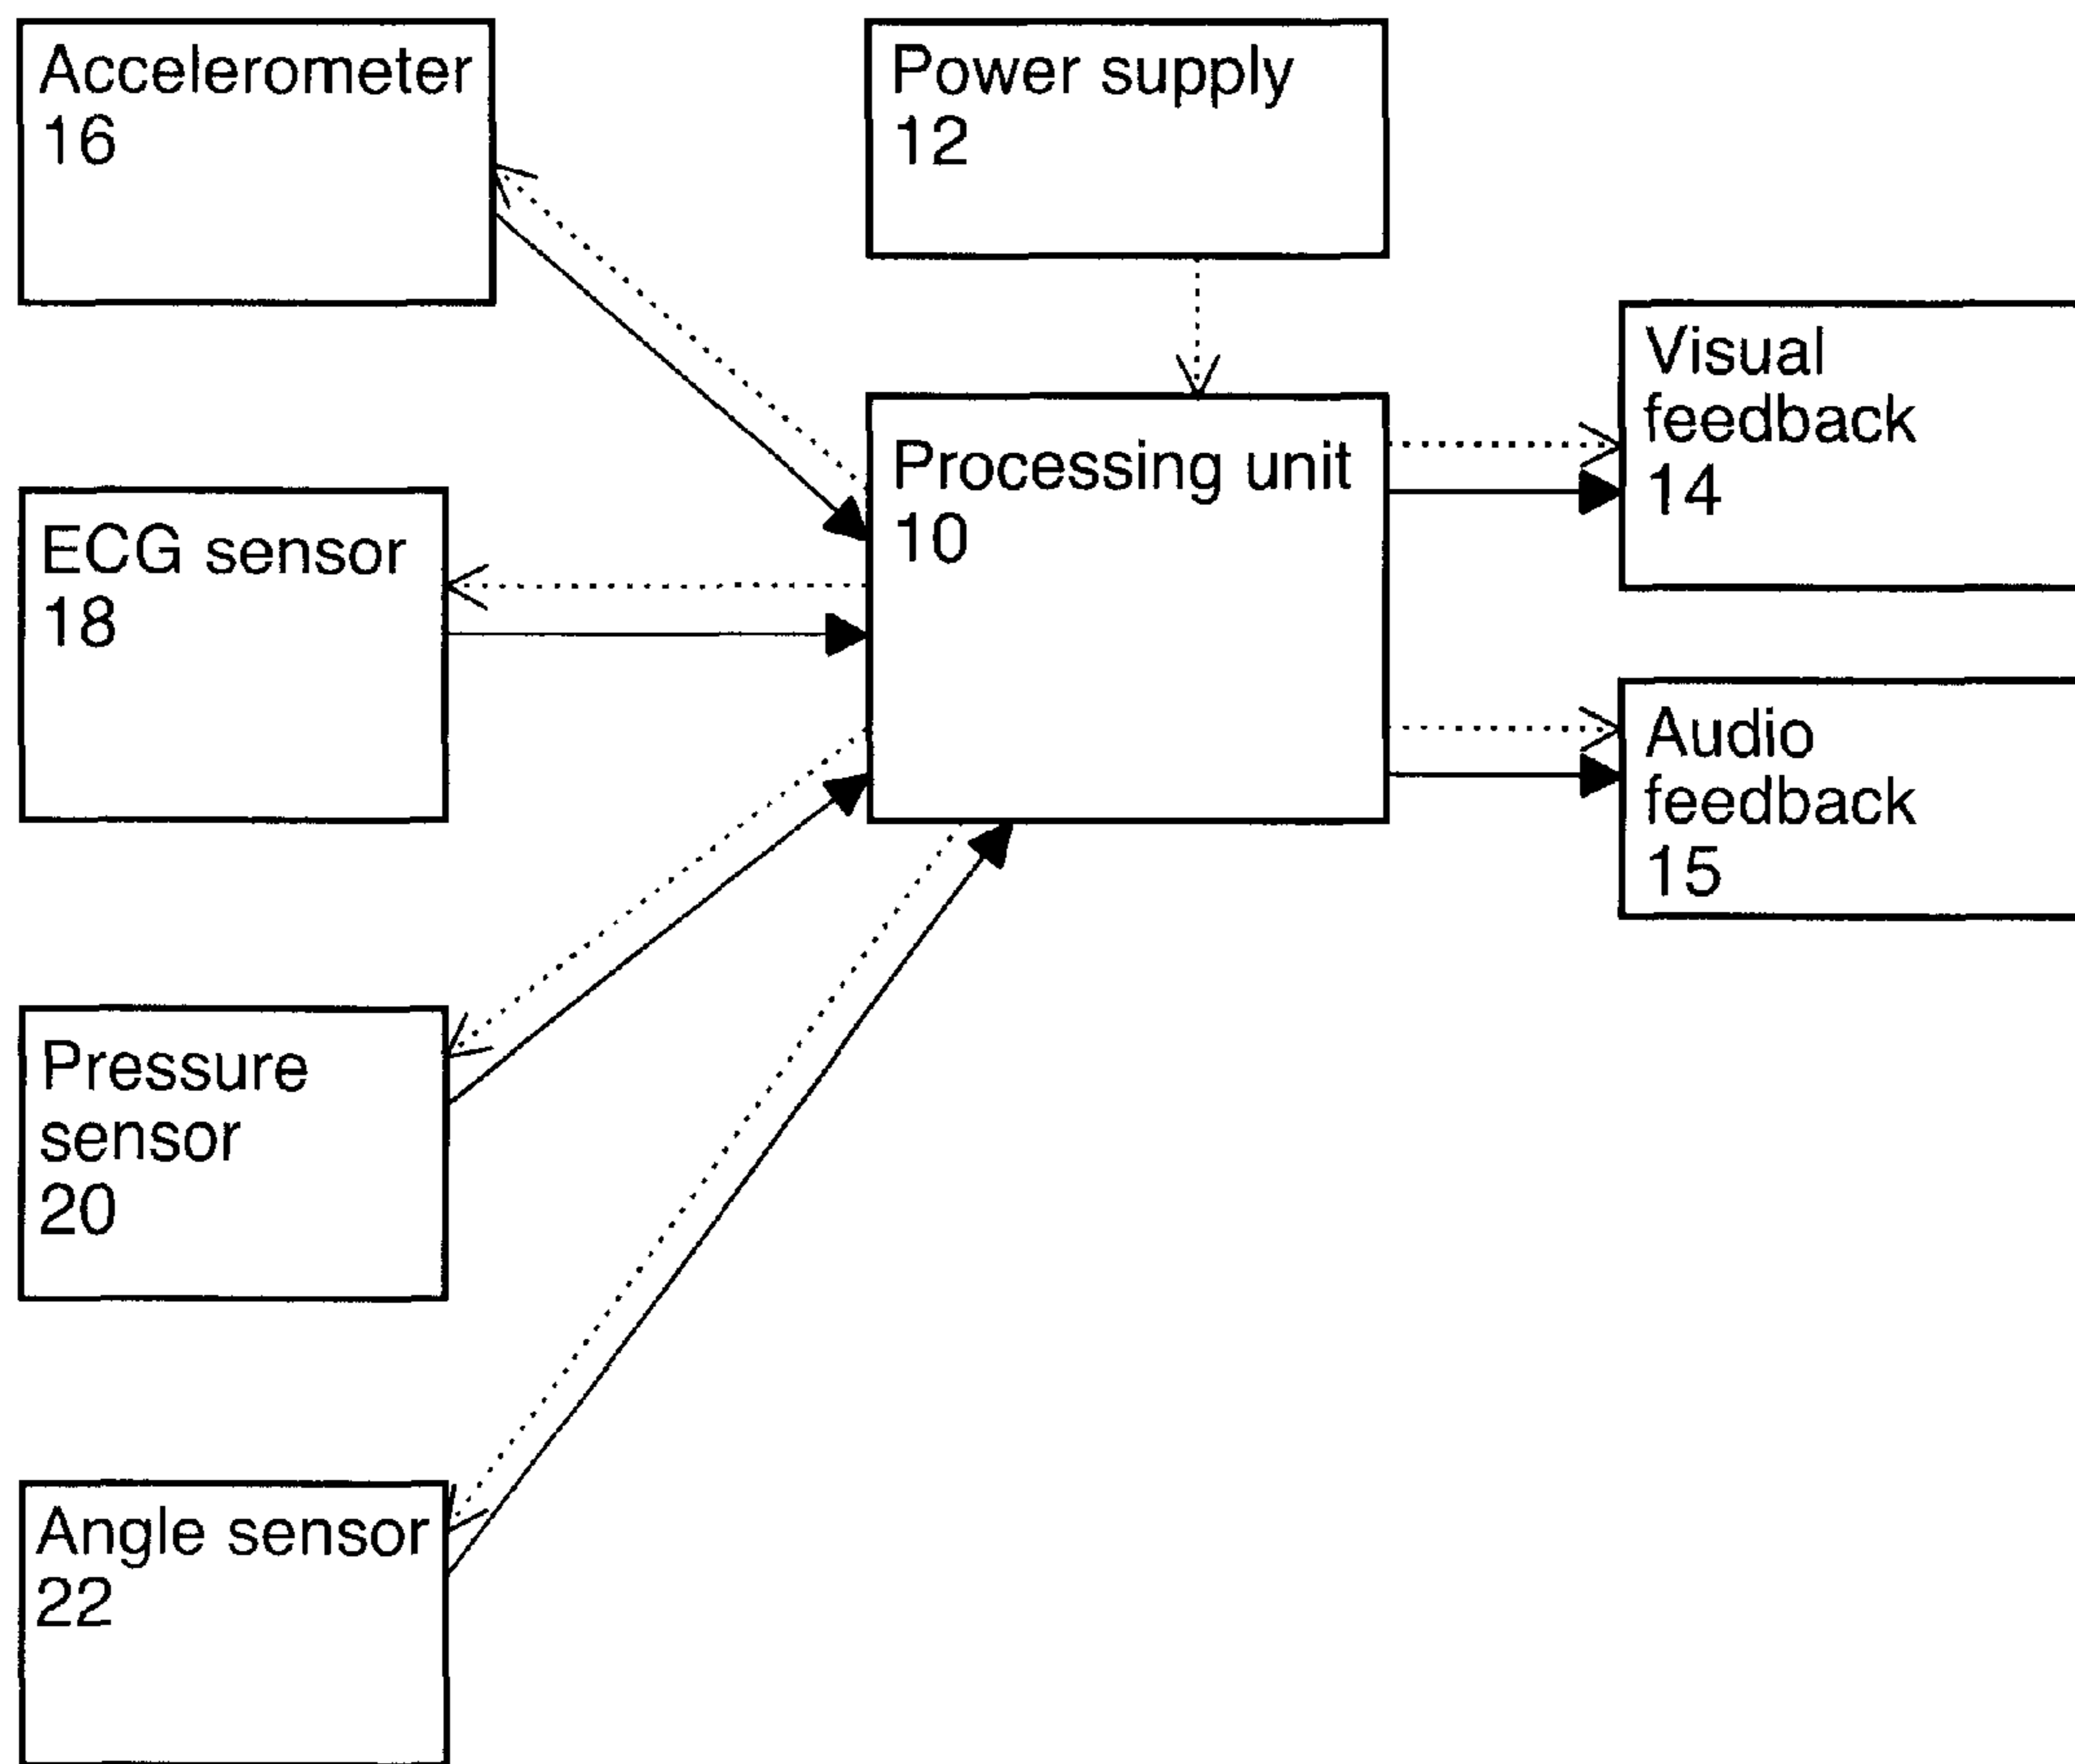 Accelerometer
16
Power supply
12
Visual
feedback
14
Processing unit
10
ECG sensor
18
Audio
feedback
15
Pressure
sensor
20
Angle sensor
22